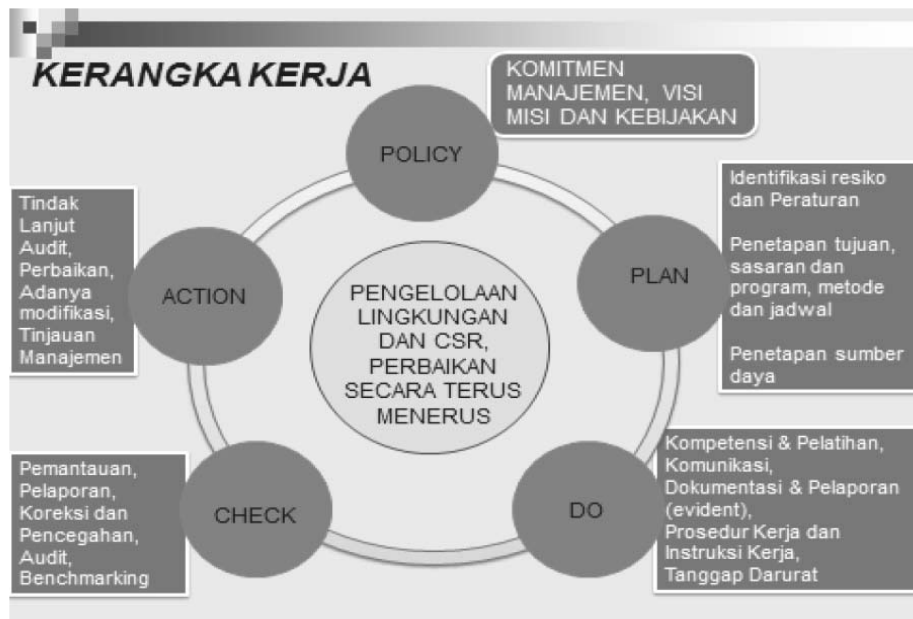 KERANGKA KERJA
KOMITMEN
MANAJEMEN, VISI
MISI DAN KEBIJAKAN
POLICY
Identifikasi resiko
dan Peraturan
Penetapan tujuan,
sasaran dan
program, metode
dan jadwal
Penetapan sumber
daya
PLAN
Kompetensi & Pelatihan,
Komunikasi,
Dokumentasi & Pelaporan
(evident),
Prosedur Kerja dan
Instruksi Kerja,
Tanggap Darurat
DO
Pemantauan,
Pelaporan,
Koreksi dan
Pencegahan,
Audit,
Benchmarking
CHECK
Tindak
Lanjut
Audit,
Perbaikan,
Adanya
modifikasi,
Tinjauan
Manajemen
ACTION
PENGELOLAAN
LINGKUNGAN
DAN CSR,
PERBAIKAN
SECARA TERUS
MENERUS